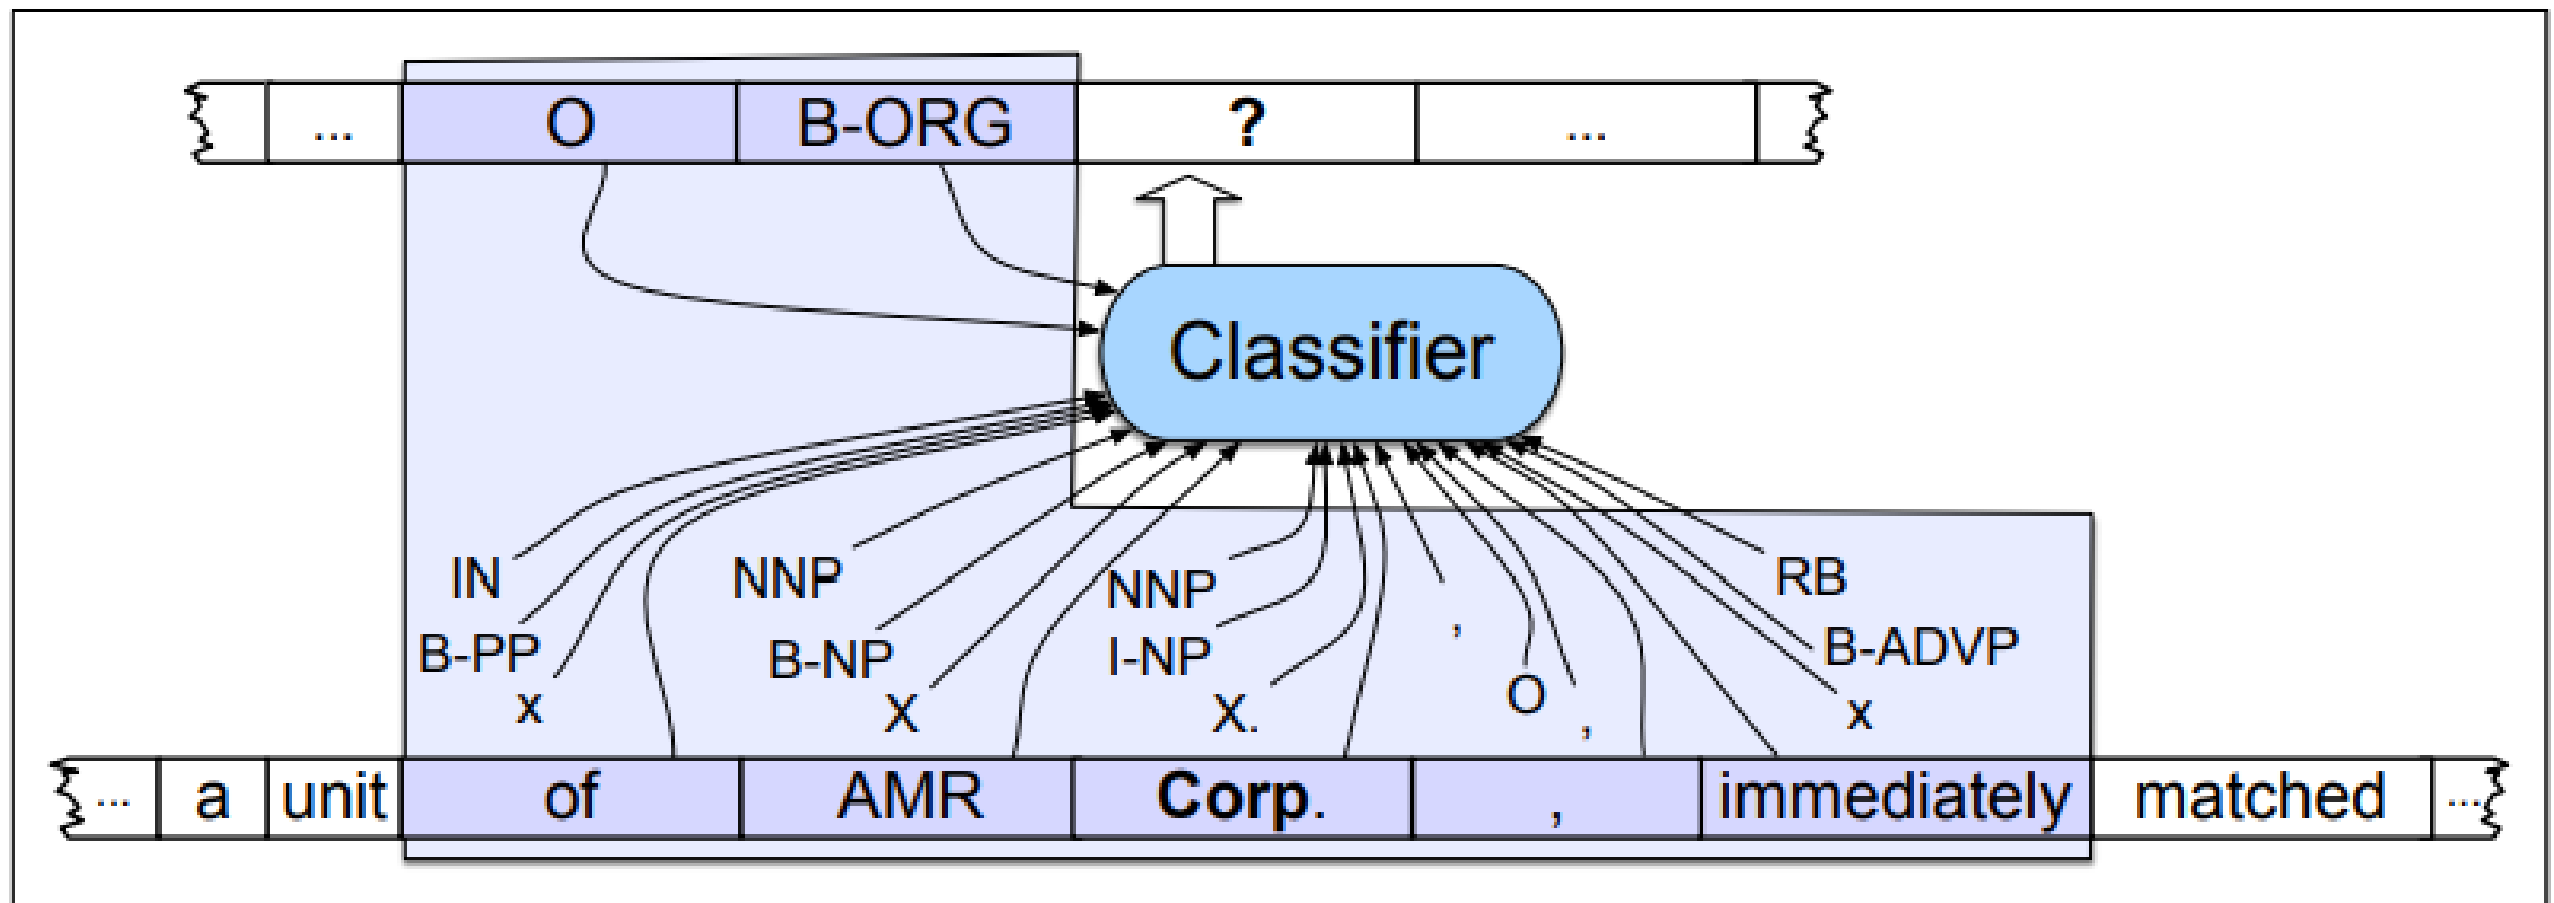 ... O B-ORG ? ...
Classifier
IN NNP NNP , RB
B-PP B-NP I-NP B-ADVP
x X X. O , x
... a unit of AMR Corp. , immediately matched ...